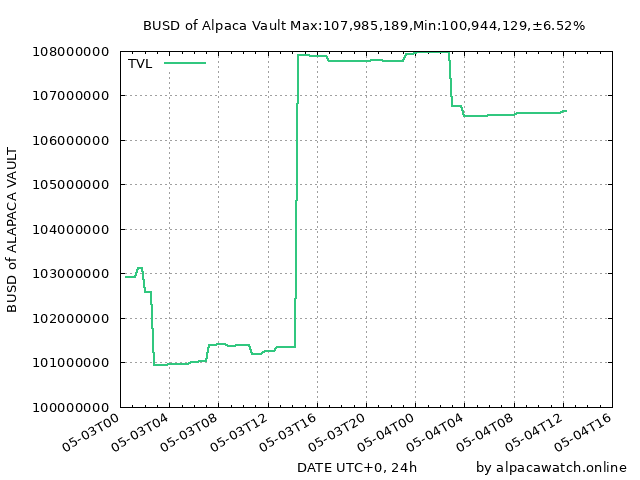 BUSD of Alpaca Vault Max:107,985,189,Min:100,944,129,±6.52%
TVL
BUSD of ALAPACA VAULT
108000000
107000000
106000000
105000000
104000000
103000000
102000000
101000000
100000000
05-03T00
05-03T04
05-03T08
05-03T12
05-03T16
05-03T20
05-04T00
05-04T04
05-04T08
05-04T12
05-04T16
DATE UTC+0, 24h
by alpacawatch.online